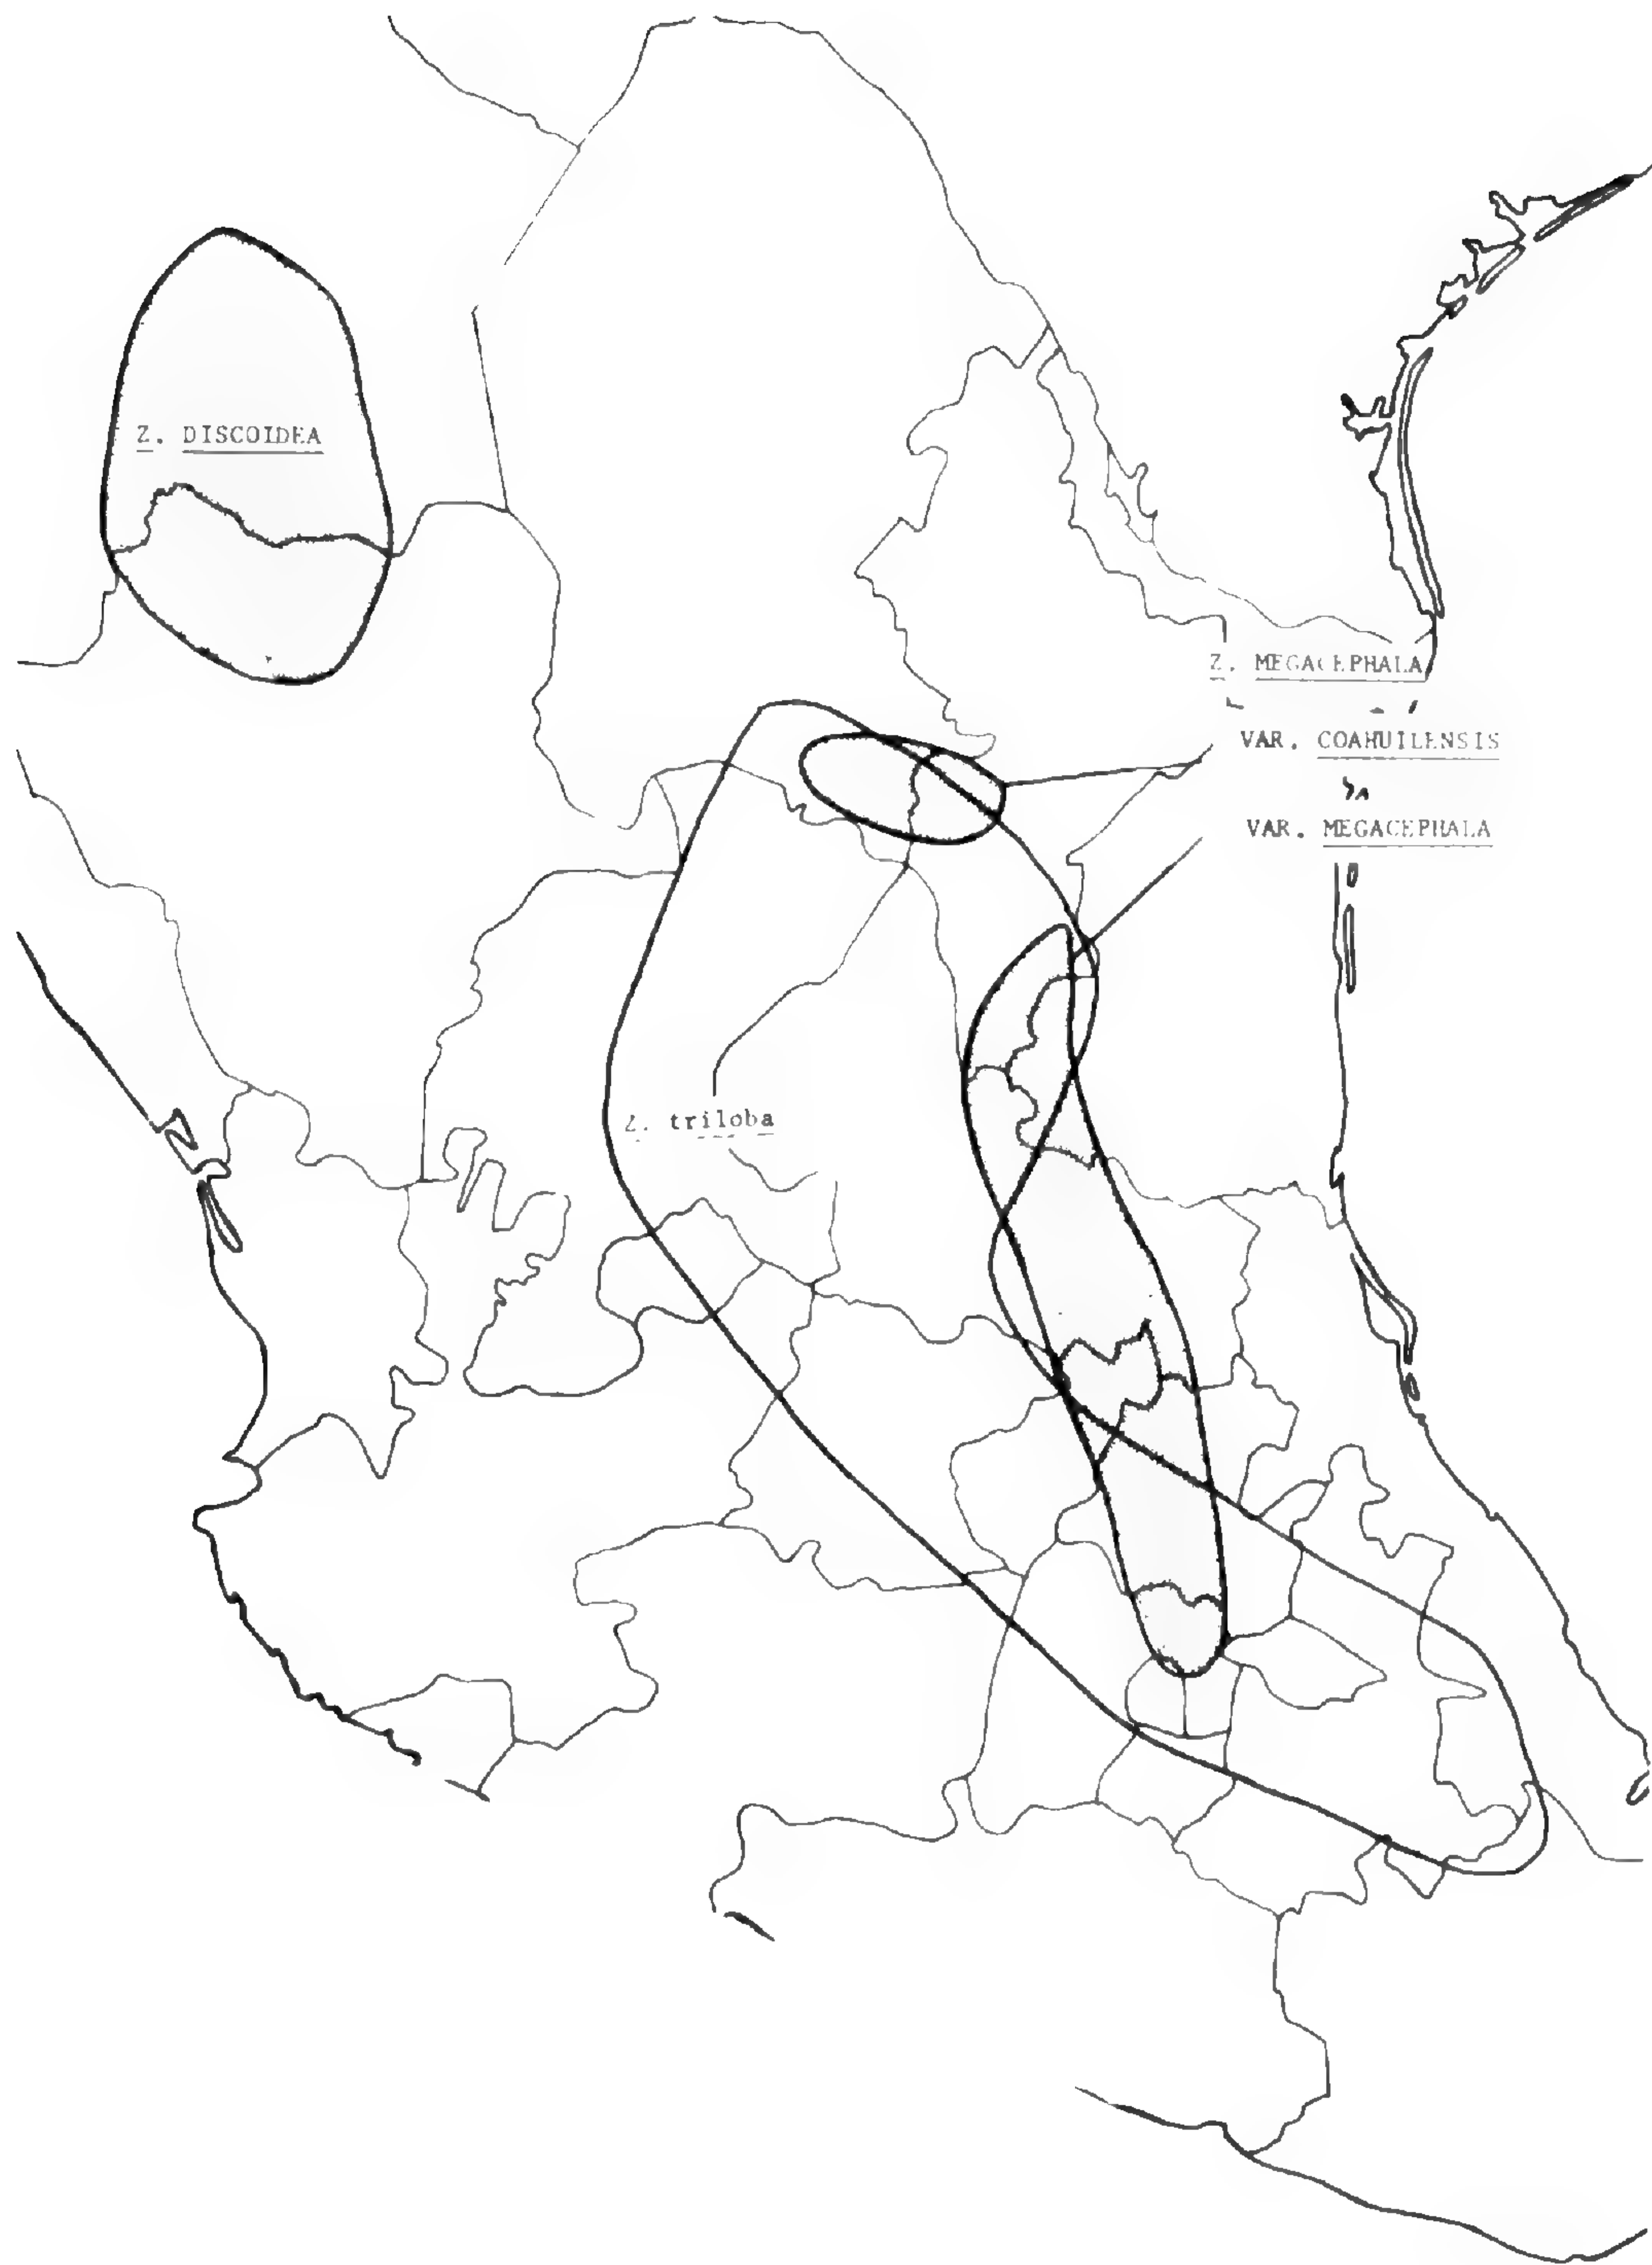 Z. DISCOIDEA
Z. MEGACEPHALA
VAR. COAHUILENSIS
VAR. MEGACEPHALA
Z. triloba